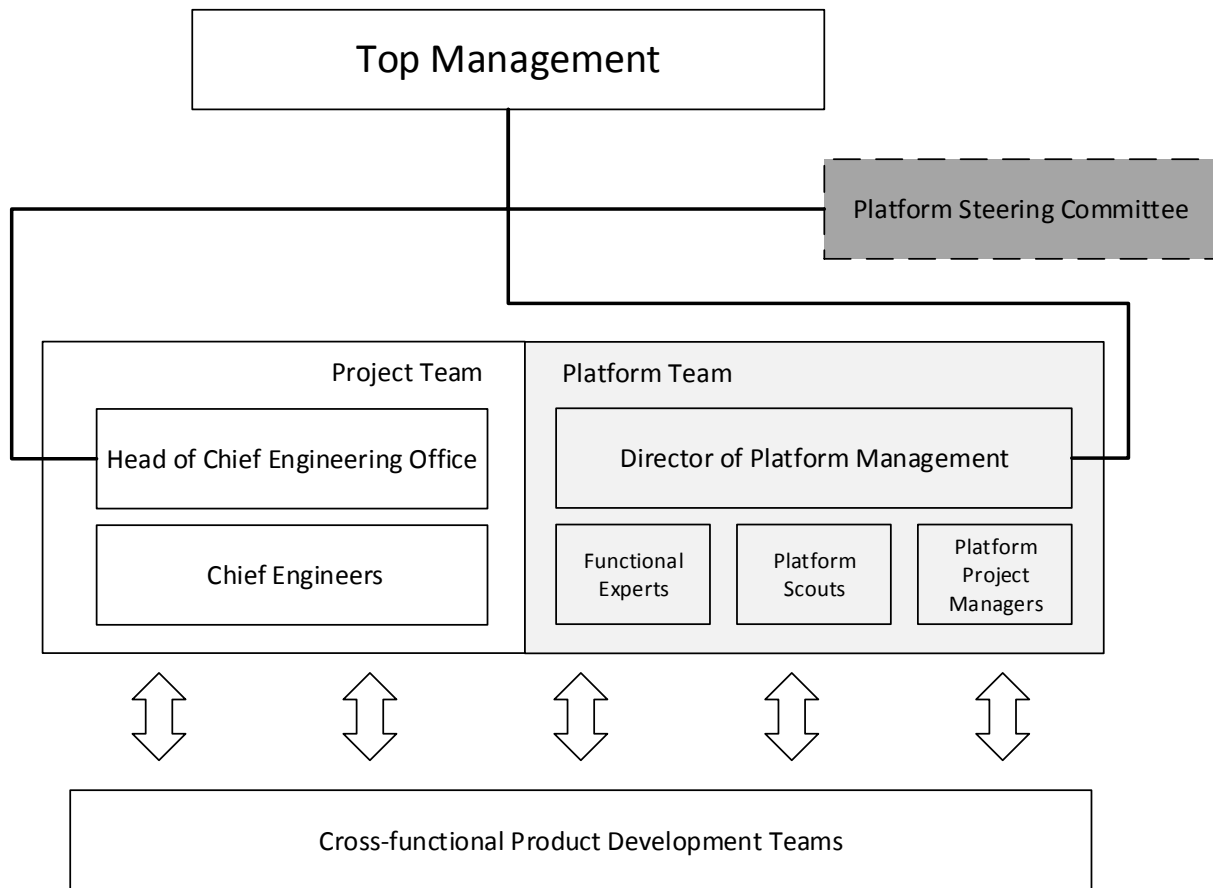 Top Management
Platform Steering Committee
Project Team
Platform Team
Head of Chief Engineering Office
Director of Platform Management
Chief Engineers
Functional
Experts
Platform
Scouts
Platform
Project
Managers
Cross-functional Product Development Teams